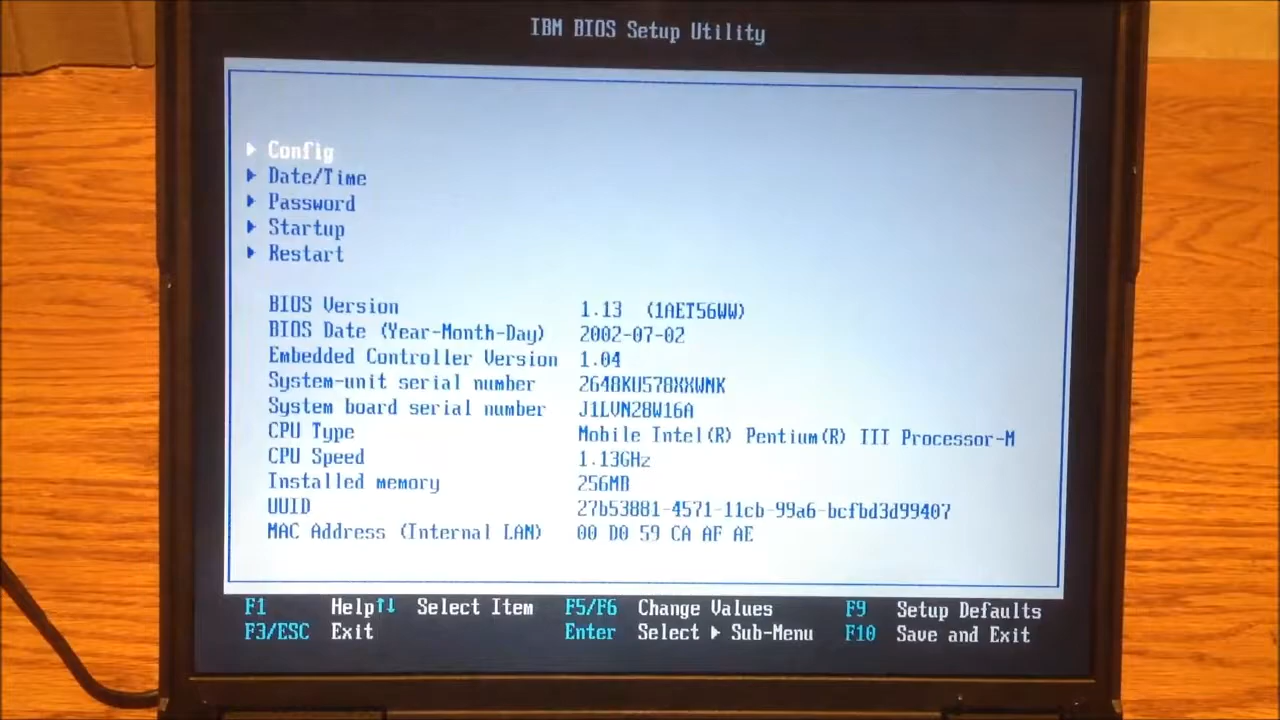 IBM BIOS Setup Utility
Config
Date/Time
Password
Startup
Restart
BIOS Version 1.13 (1AET56WW)
BIOS Date (Year-Month-Day) 2002-07-02
Embedded Controller Version 1.04
System-unit serial number 2648KU578XXWNK
System board serial number J1LVN28W16A
CPU Type Mobile Intel(R) Pentium(R) III Processor-M
CPU Speed 1.13GHz
Installed memory 256MB
UUID 27b53881-4571-11cb-99a6-bcfbd3d99407
MAC Address (Internal LAN) 00 D0 59 CA AF AE
F1 Help ↑↓ Select Item F5/F6 Change Values F9 Setup Defaults
F3/ESC Exit Enter Select ▶ Sub-Menu F10 Save and Exit